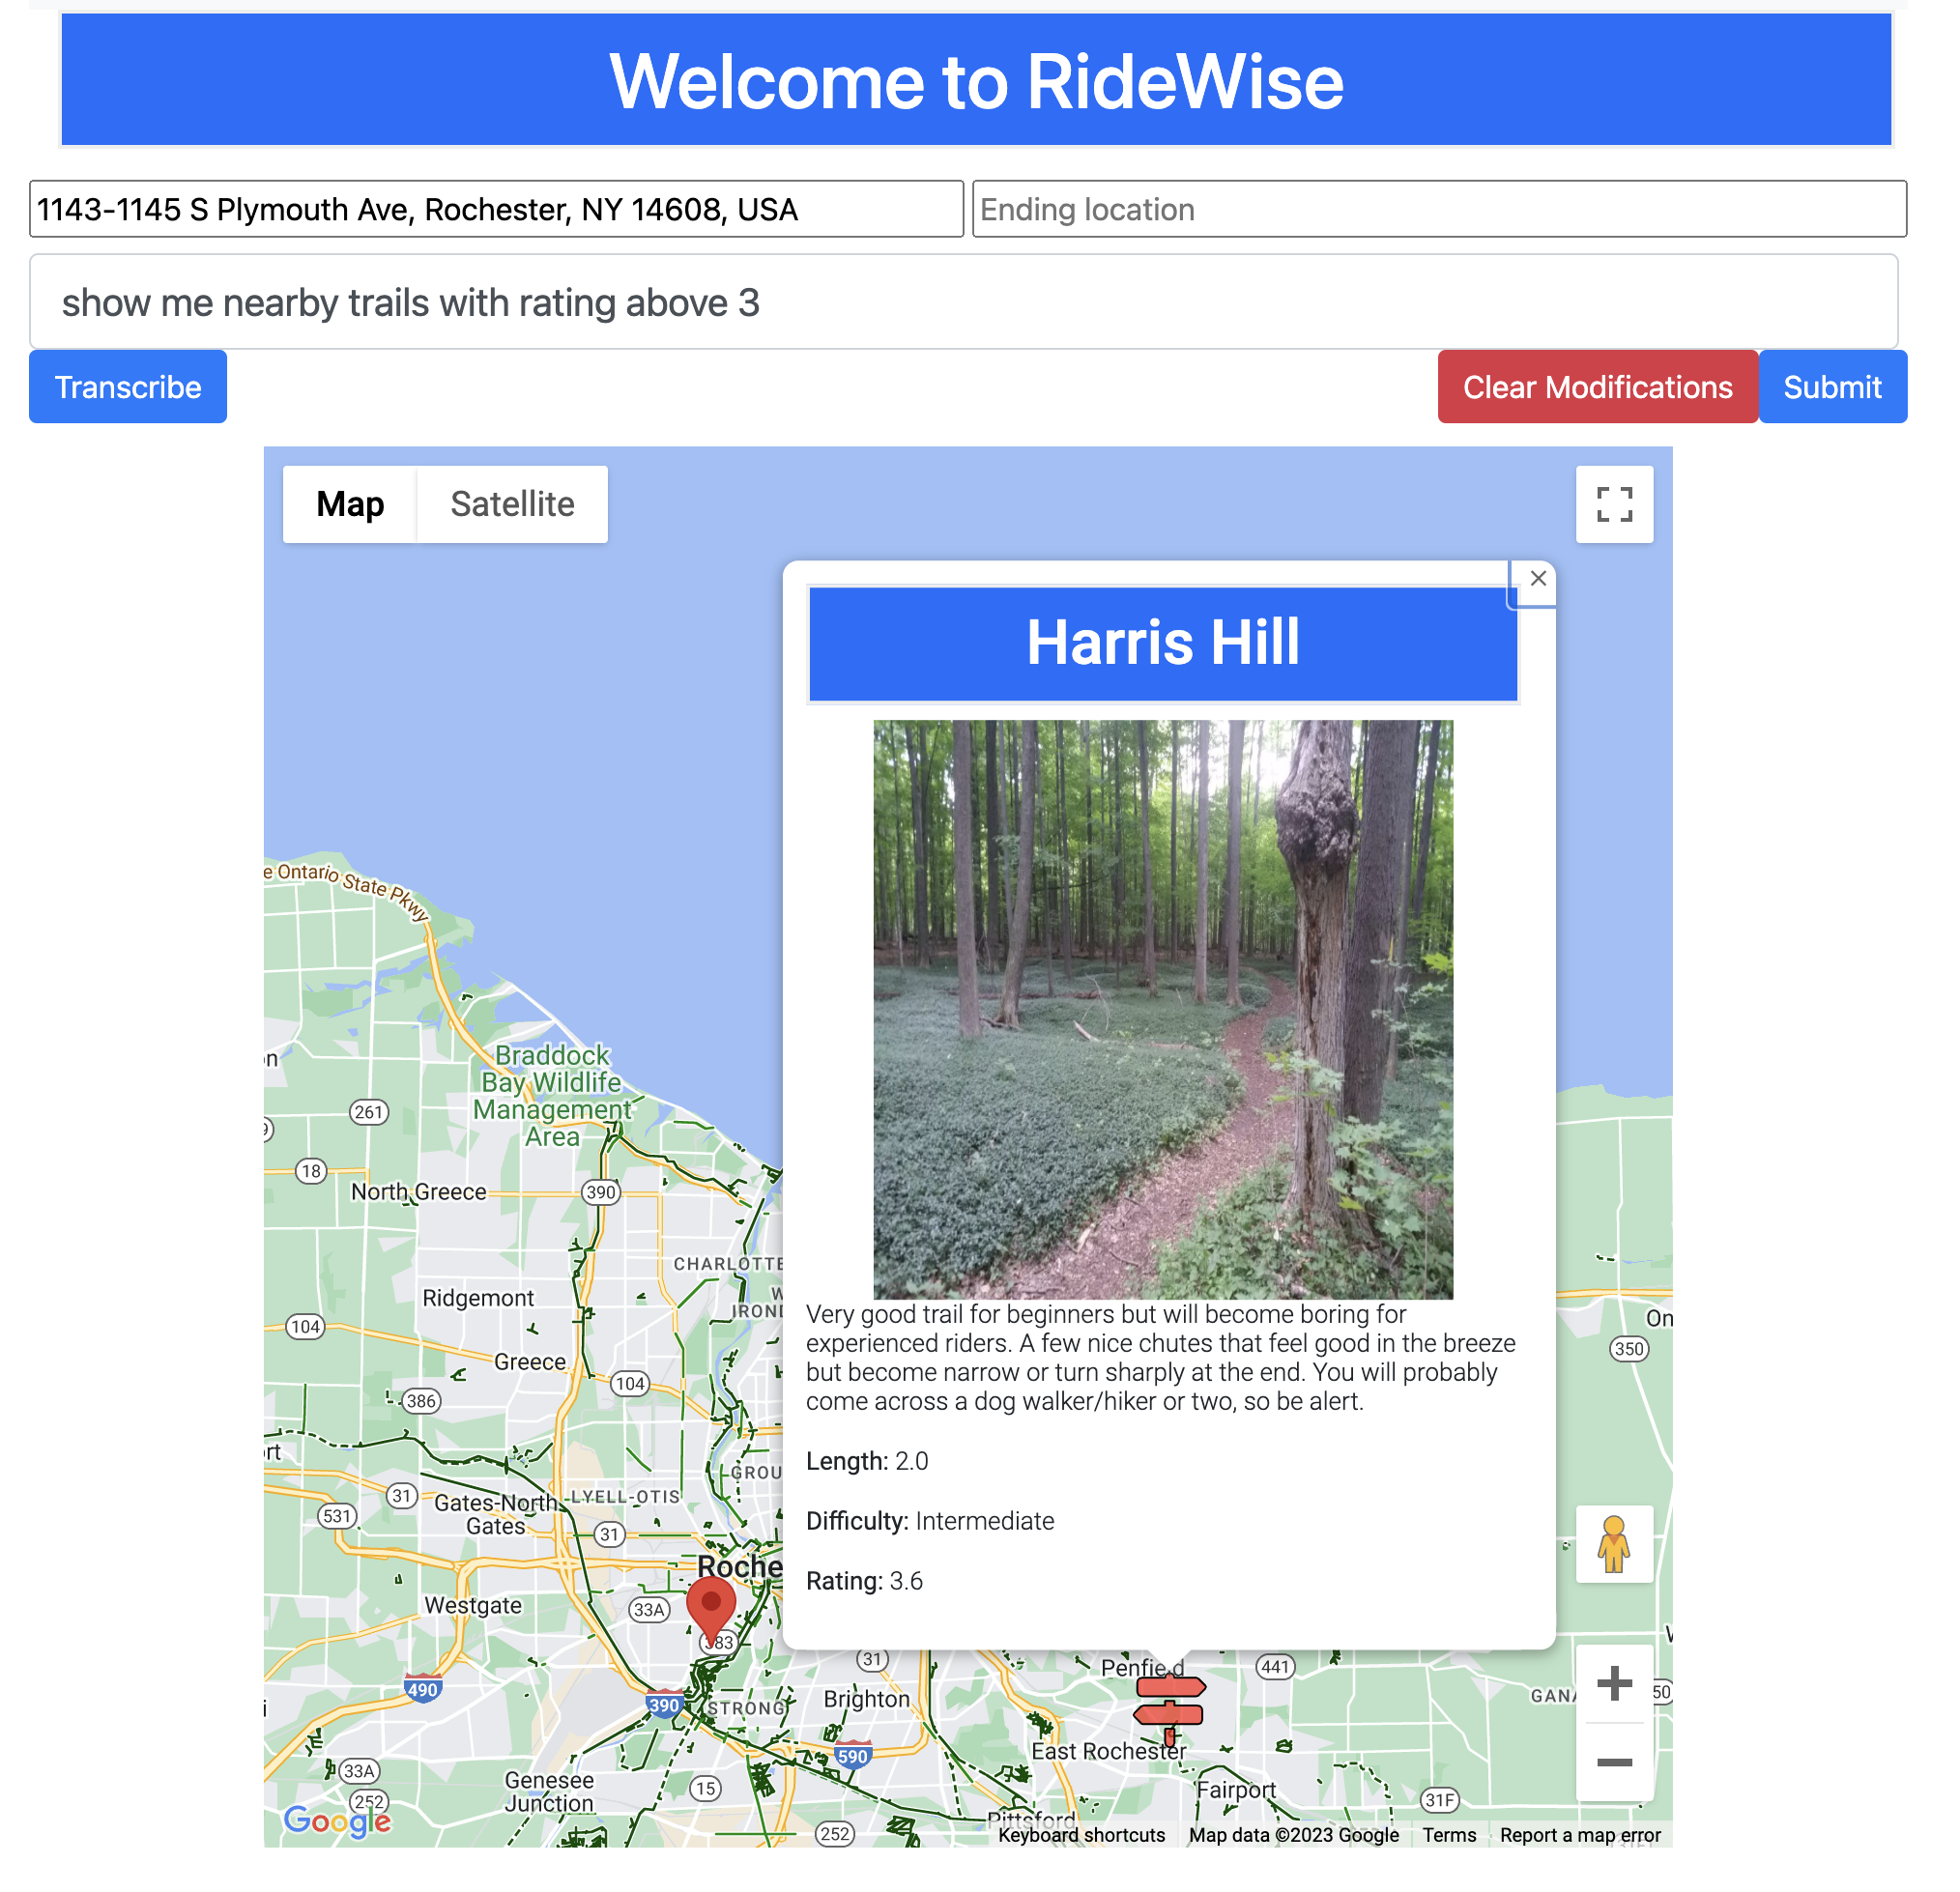 Welcome to RideWise
1143-1145 S Plymouth Ave, Rochester, NY 14608, USA
Ending location
show me nearby trails with rating above 3
Transcribe
Clear Modifications
Submit
Map
Satellite
Harris Hill
Very good trail for beginners but will become boring for
experienced riders. A few nice chutes that feel good in the breeze
but become narrow or turn sharply at the end. You will probably
come across a dog walker/hiker or two, so be alert.
Length: 2.0
Difficulty: Intermediate
Rating: 3.6
e Ontario State Pkwy
Braddock
Bay Wildlife
Management
Area
261
18
North Greece
390
CHARLOTTE
Ridgemont
104
Greece
104
386
350
31
Gates-North
Gates
LYELL-OTIS
GROU
531
31
Roche
Westgate
33A
383
31
Penfield
441
490
390
STRONG
Brighton
GANA
590
East Rochester
33A
252
Genesee
Junction
15
Fairport
31F
Pittsford
252
Google
Keyboard shortcuts
Map data ©2023 Google
Terms
Report a map error